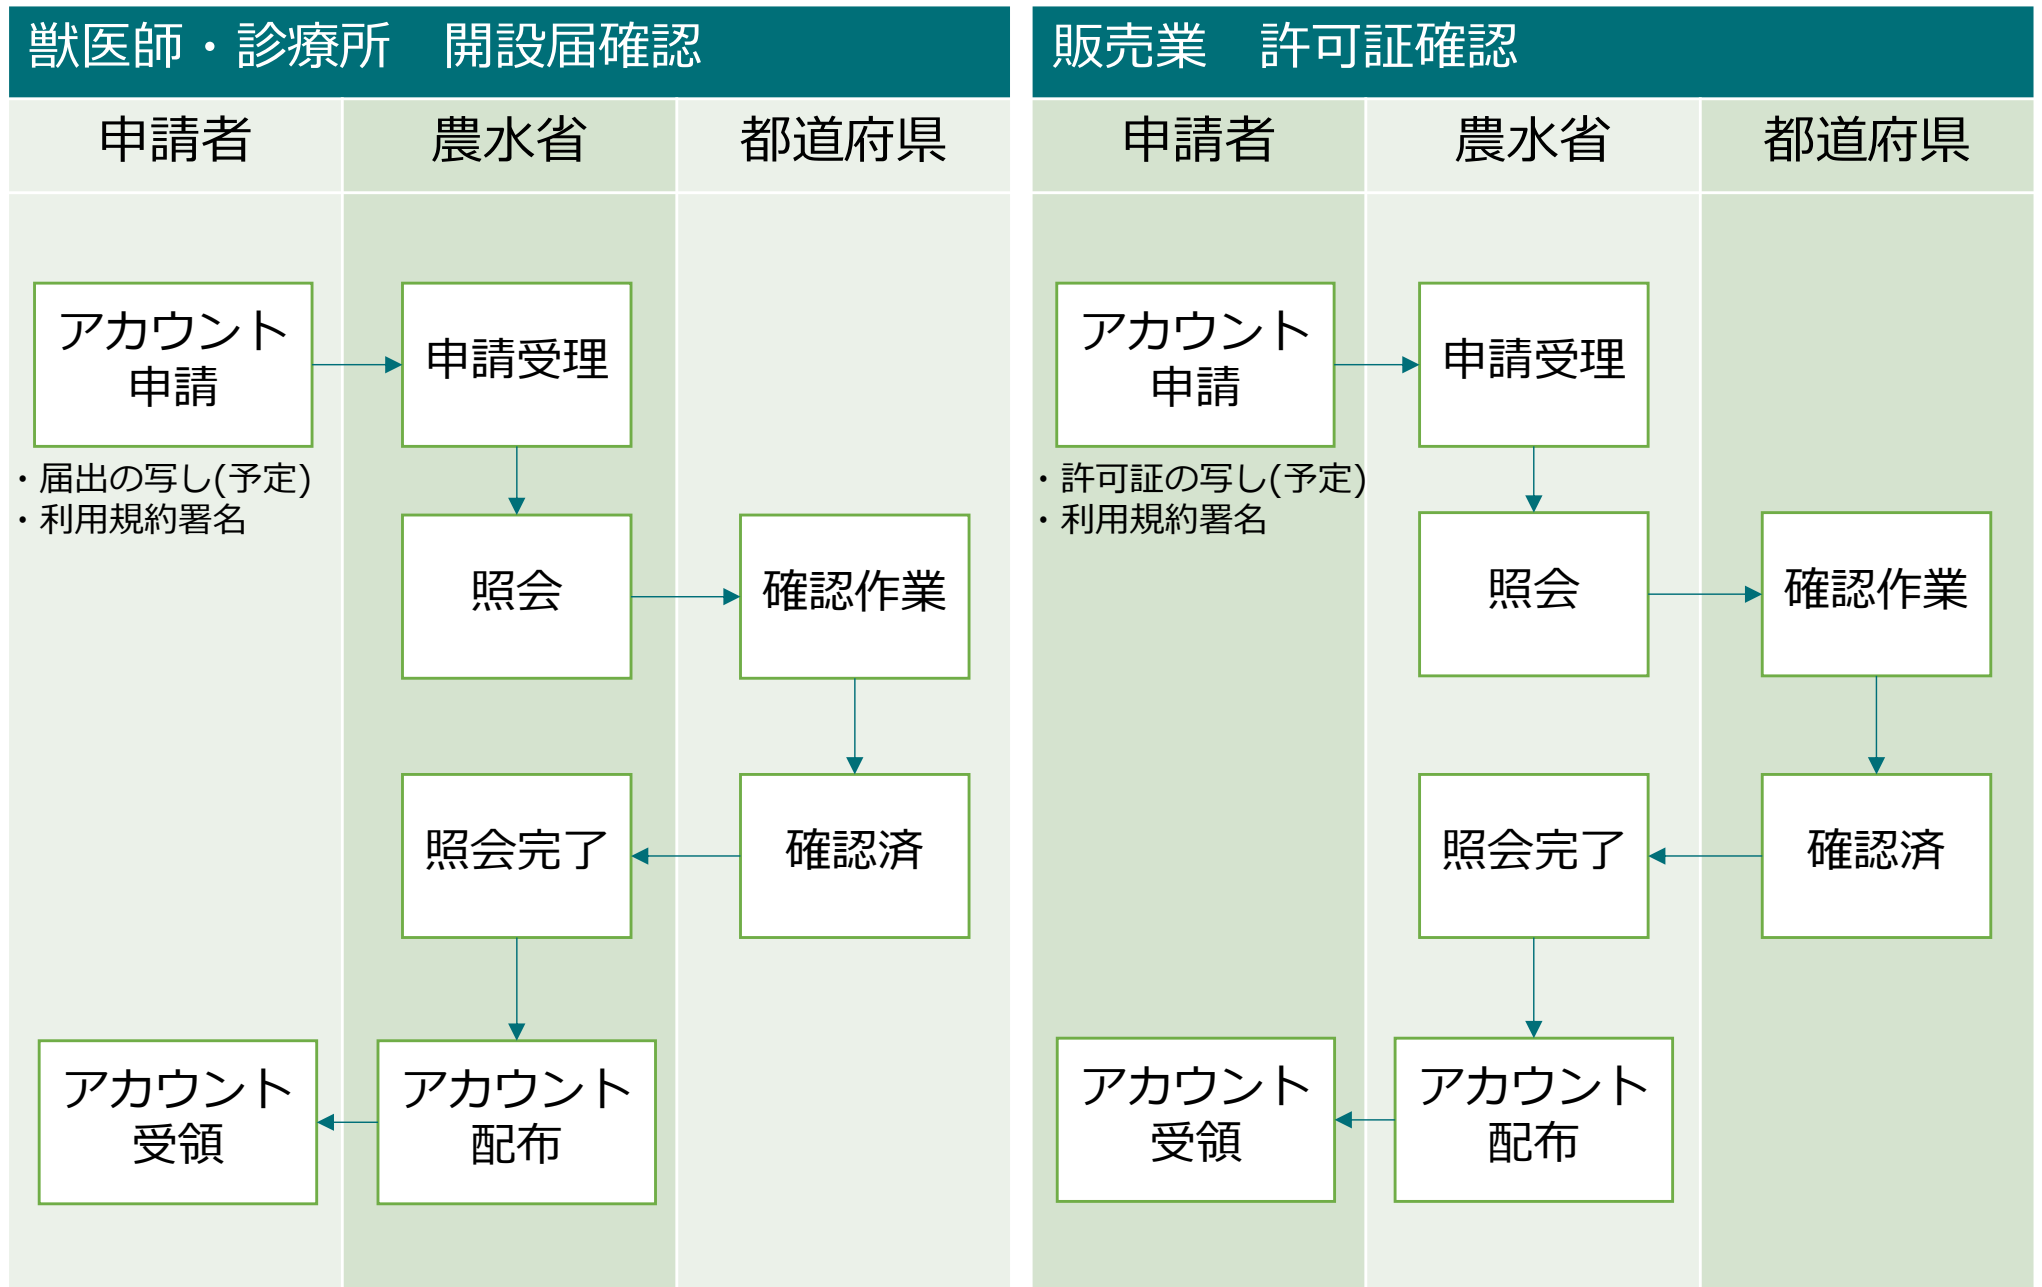 獣医師・診療所　開設届確認
申請者
農水省
都道府県
アカウント
申請
申請受理
・届出の写し(予定)
・利用規約署名
照会
確認作業
照会完了
確認済
アカウント
受領
アカウント
配布
販売業　許可証確認
申請者
農水省
都道府県
アカウント
申請
申請受理
・許可証の写し(予定)
・利用規約署名
照会
確認作業
照会完了
確認済
アカウント
受領
アカウント
配布